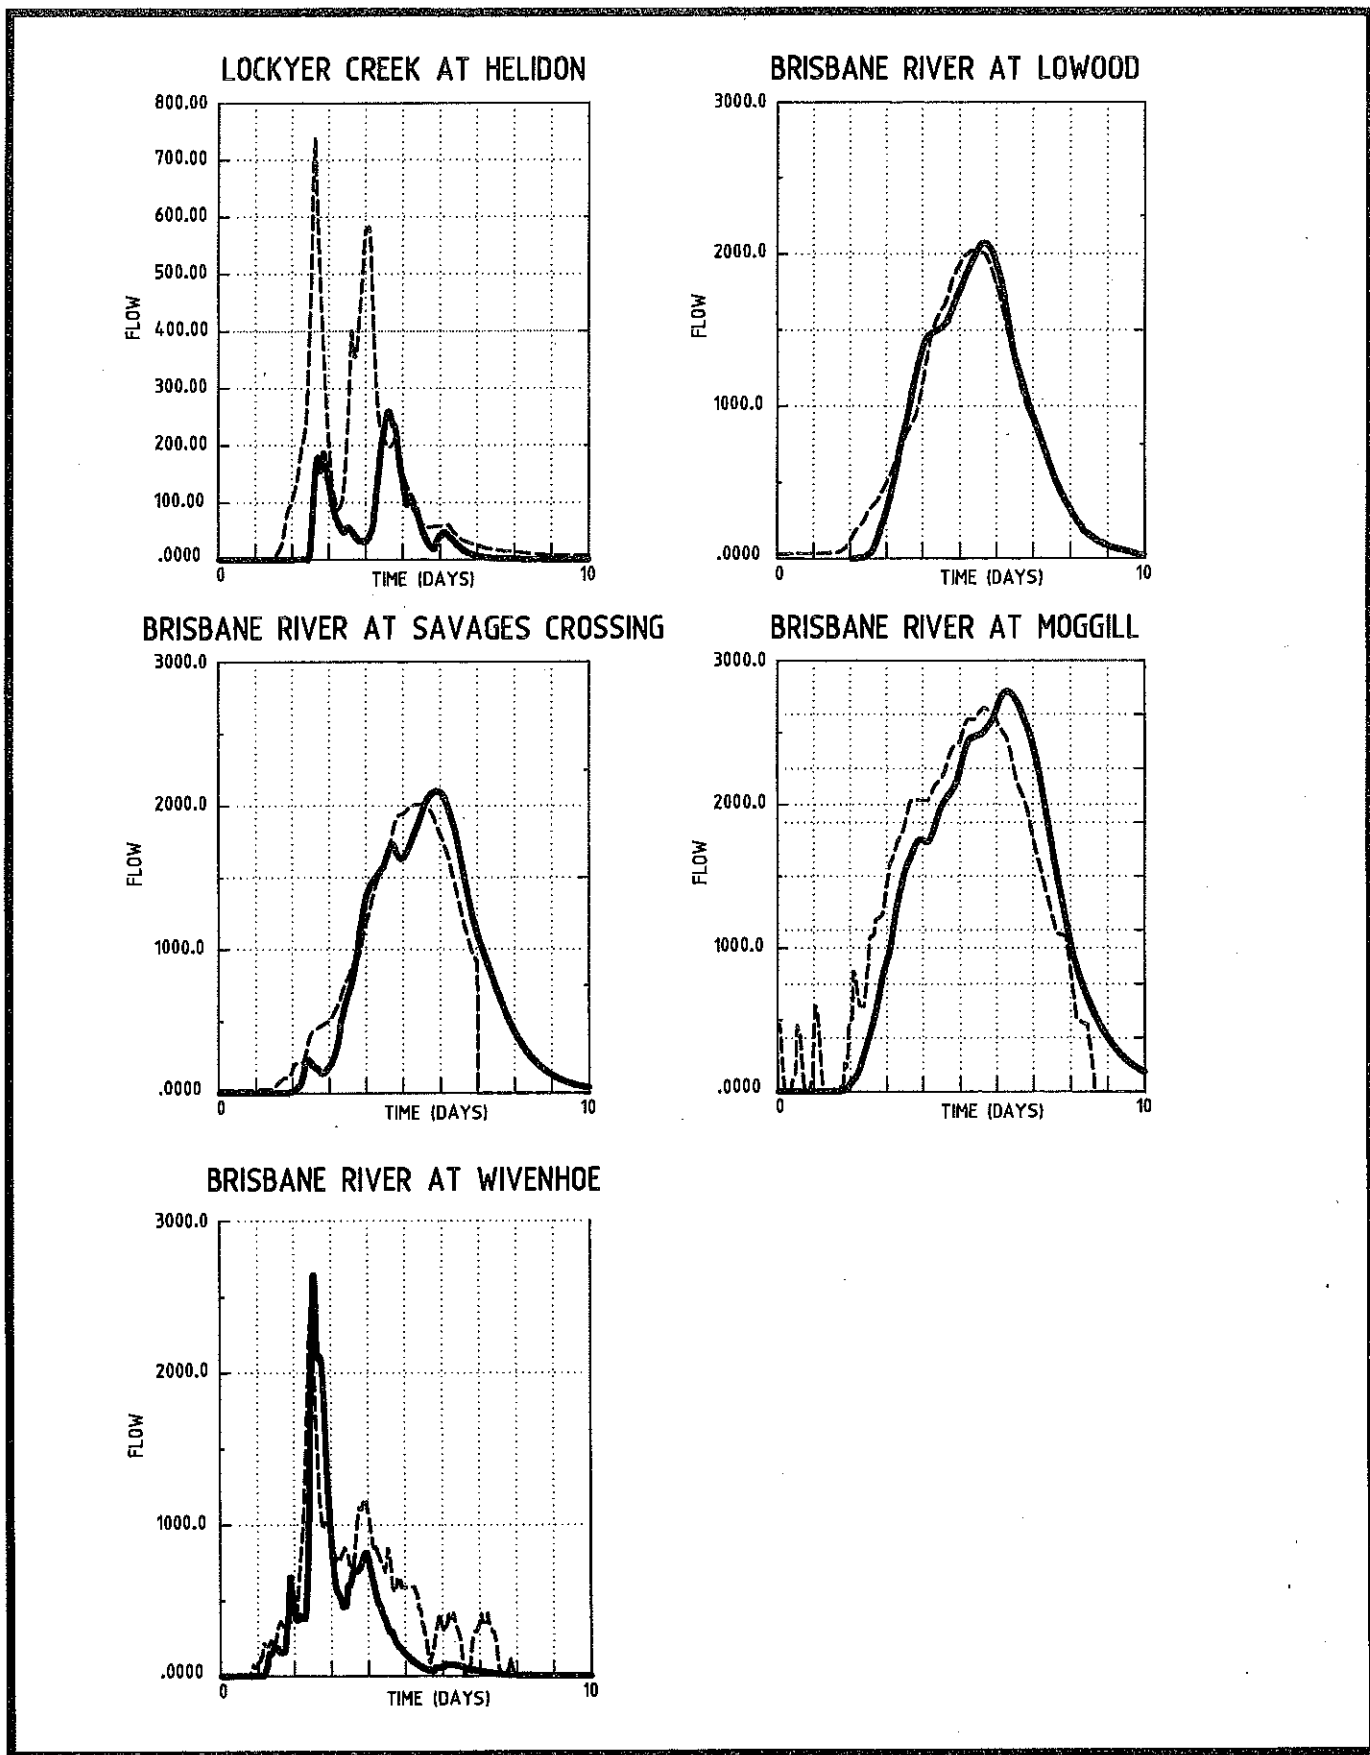 LOCKYER CREEK AT HELIDON
800.00
700.00
600.00
500.00
400.00
300.00
200.00
100.00
.0000
FLOW
0
TIME (DAYS)
10
BRISBANE RIVER AT LOWOOD
3000.0
2000.0
1000.0
.0000
FLOW
0
TIME (DAYS)
10
BRISBANE RIVER AT SAVAGES CROSSING
3000.0
2000.0
1000.0
.0000
FLOW
0
TIME (DAYS)
10
BRISBANE RIVER AT MOGGILL
3000.0
2000.0
1000.0
.0000
FLOW
0
TIME (DAYS)
10
BRISBANE RIVER AT WIVENHOE
3000.0
2000.0
1000.0
.0000
FLOW
0
TIME (DAYS)
10